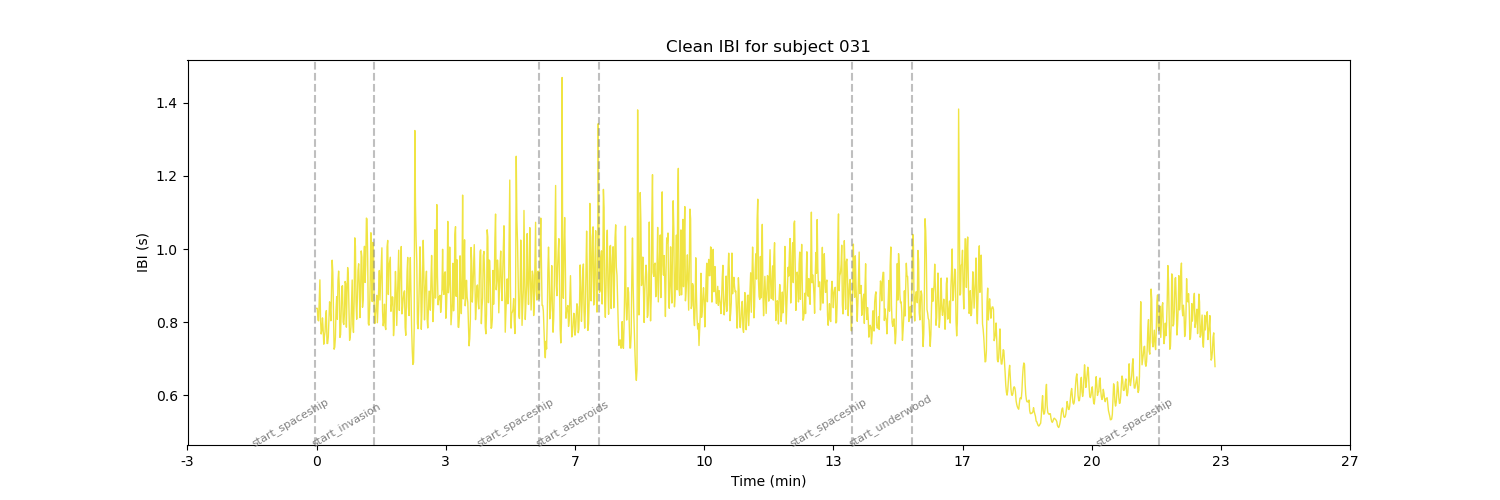 Clean IBI for subject 031
IBI (s)
1.4
1.2
1.0
0.8
0.6
start_spaceship
start_invasion
start_spaceship
start_asteroids
start_spaceship
start_underwood
start_spaceship
-3
0
3
7
10
13
17
20
23
27
Time (min)